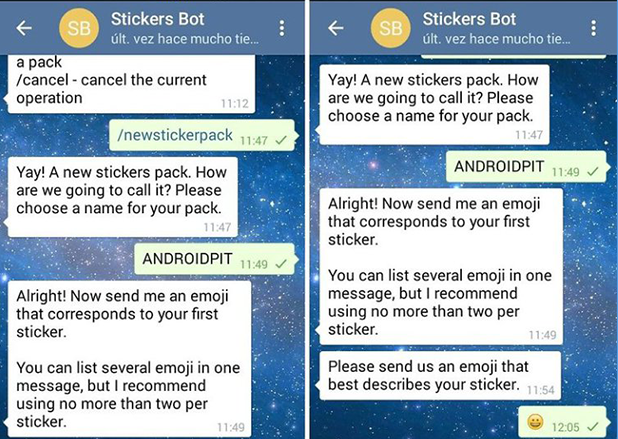 SB
Stickers Bot
últ. vez hace mucho tie...
a pack
/cancel - cancel the current
operation
11:12
/newstickerpack 11:47
Yay! A new stickers pack. How
are we going to call it? Please
choose a name for your pack.
11:47
ANDROIDPIT 11:49
Alright! Now send me an emoji
that corresponds to your first
sticker.
You can list several emoji in one
message, but I recommend
using no more than two per
sticker.
11:49
SB
Stickers Bot
últ. vez hace mucho tie...
Yay! A new stickers pack. How
are we going to call it? Please
choose a name for your pack.
11:47
ANDROIDPIT 11:49
Alright! Now send me an emoji
that corresponds to your first
sticker.
You can list several emoji in one
message, but I recommend
using no more than two per
sticker.
11:49
Please send us an emoji that
best describes your sticker. 11:54
😀 12:05